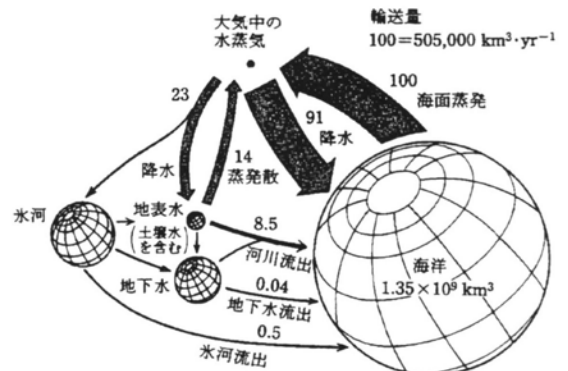 大気中の
水蒸気
輸送量
100=505,000 km³·yr⁻¹
100
海面蒸発
23
91
降水
降水
14
蒸発散
氷河
地表水
(土壌水
を含む)
8.5
河川流出
海洋
1.35×10⁹ km³
地下水
0.04
地下水流出
0.5
氷河流出